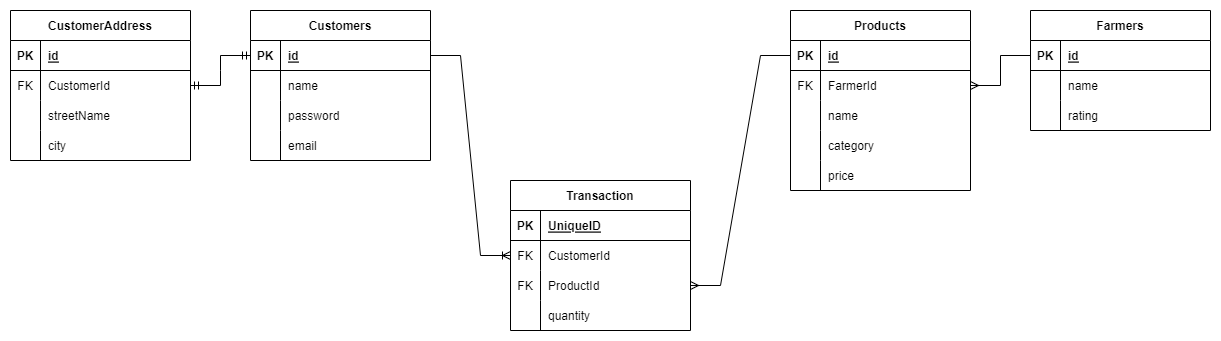 CustomerAddress
PK id
FK CustomerId
streetName
city
Customers
PK id
name
password
email
Transaction
PK UniqueID
FK CustomerId
FK ProductId
quantity
Products
PK id
FK FarmerId
name
category
price
Farmers
PK id
name
rating